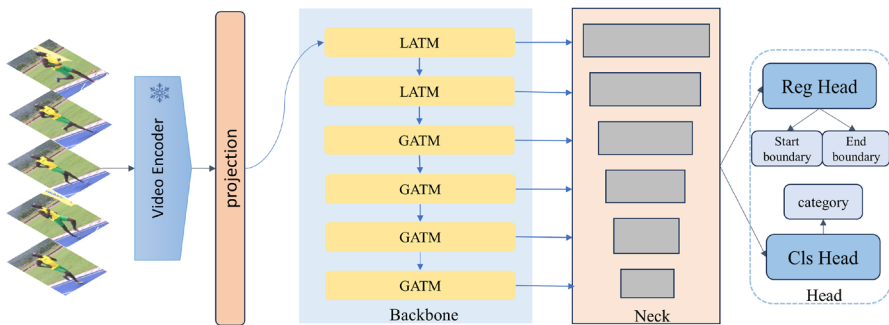 Video Encoder
projection
LATM
LATM
GATM
GATM
GATM
GATM
Backbone
Neck
Reg Head
Start
boundary
End
boundary
category
Cls Head
Head